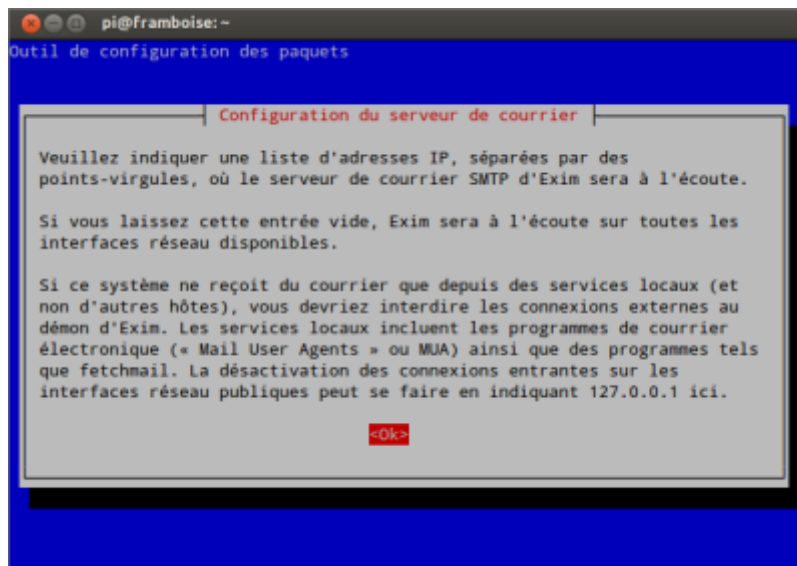 pi@framboise: ~
Outil de configuration des paquets
Configuration du serveur de courrier
Veuillez indiquer une liste d'adresses IP, séparées par des
points-virgules, où le serveur de courrier SMTP d'Exim sera à l'écoute.
Si vous laissez cette entrée vide, Exim sera à l'écoute sur toutes les
interfaces réseau disponibles.
Si ce système ne reçoit du courrier que depuis des services locaux (et
non d'autres hôtes), vous devriez interdire les connexions externes au
démon d'Exim. Les services locaux incluent les programmes de courrier
électronique (« Mail User Agents » ou MUA) ainsi que des programmes tels
que fetchmail. La désactivation des connexions entrantes sur les
interfaces réseau publiques peut se faire en indiquant 127.0.0.1 ici.
<Ok>